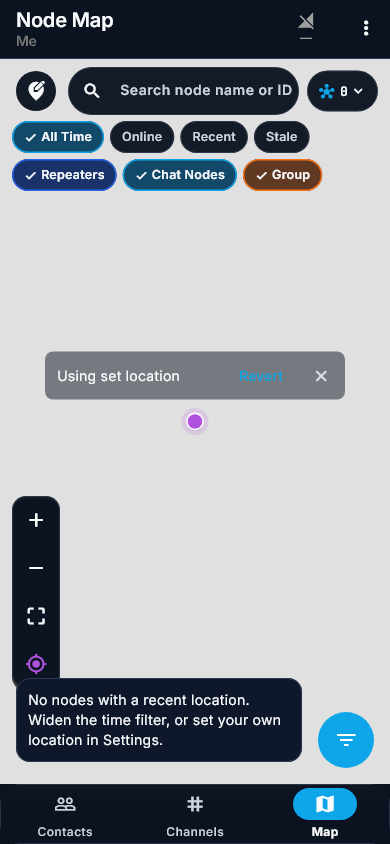 Node Map
Me
Search node name or ID
0
All Time
Online
Recent
Stale
Repeaters
Chat Nodes
Group
Using set location
Revert
No nodes with a recent location.
Widen the time filter, or set your own
location in Settings.
Contacts
Channels
Map